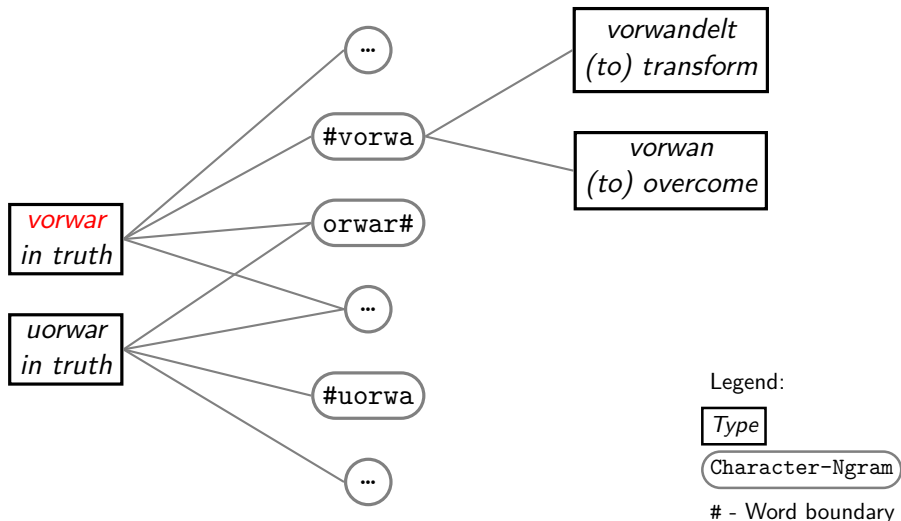 ...
vorwandelt
(to) transform
#vorwa
vorwan
(to) overcome
vorwar
in truth
orwar#
...
uorwar
in truth
#uorwa
...
Legend:
Type
Character-Ngram
# - Word boundary